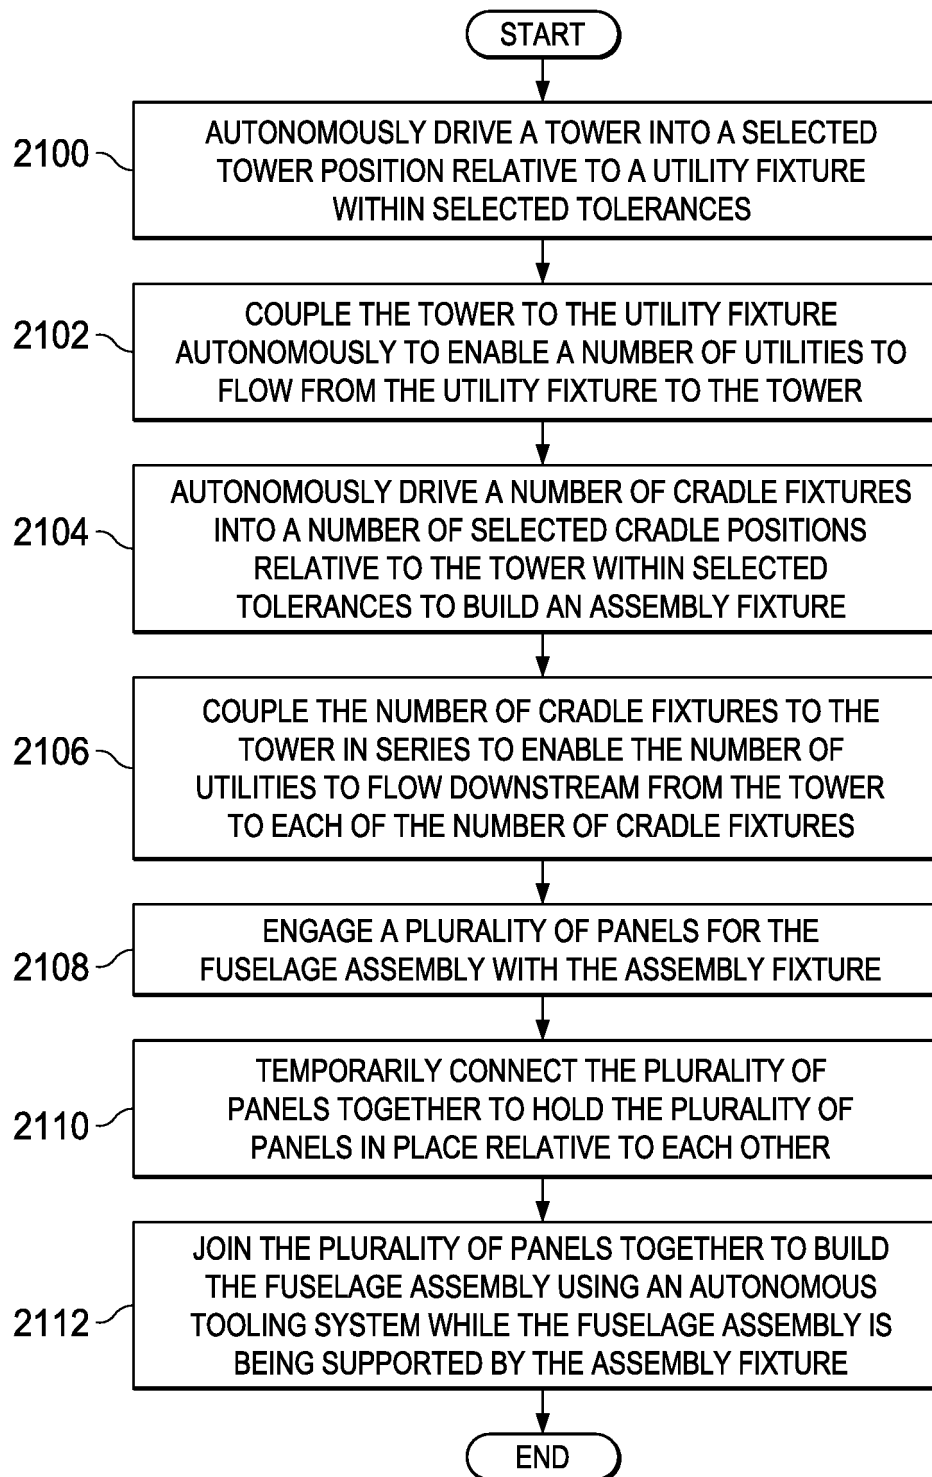 START
2100
AUTONOMOUSLY DRIVE A TOWER INTO A SELECTED
TOWER POSITION RELATIVE TO A UTILITY FIXTURE
WITHIN SELECTED TOLERANCES
2102
COUPLE THE TOWER TO THE UTILITY FIXTURE
AUTONOMOUSLY TO ENABLE A NUMBER OF UTILITIES TO
FLOW FROM THE UTILITY FIXTURE TO THE TOWER
2104
AUTONOMOUSLY DRIVE A NUMBER OF CRADLE FIXTURES
INTO A NUMBER OF SELECTED CRADLE POSITIONS
RELATIVE TO THE TOWER WITHIN SELECTED
TOLERANCES TO BUILD AN ASSEMBLY FIXTURE
2106
COUPLE THE NUMBER OF CRADLE FIXTURES TO THE
TOWER IN SERIES TO ENABLE THE NUMBER OF
UTILITIES TO FLOW DOWNSTREAM FROM THE TOWER
TO EACH OF THE NUMBER OF CRADLE FIXTURES
2108
ENGAGE A PLURALITY OF PANELS FOR THE
FUSELAGE ASSEMBLY WITH THE ASSEMBLY FIXTURE
2110
TEMPORARILY CONNECT THE PLURALITY OF
PANELS TOGETHER TO HOLD THE PLURALITY OF
PANELS IN PLACE RELATIVE TO EACH OTHER
2112
JOIN THE PLURALITY OF PANELS TOGETHER TO BUILD
THE FUSELAGE ASSEMBLY USING AN AUTONOMOUS
TOOLING SYSTEM WHILE THE FUSELAGE ASSEMBLY IS
BEING SUPPORTED BY THE ASSEMBLY FIXTURE
END